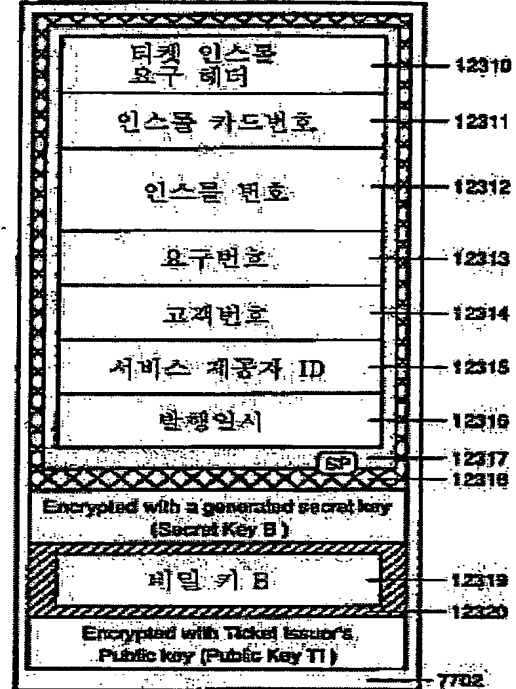 티켓 인스톨
요구 헤더
12310
인스톨 카드번호
12311
인스톨 번호
12312
요구번호
12313
고객번호
12314
서비스 제공자 ID
12315
발행일시
12316
SP
12317
12318
Encrypted with a generated secret key
(Secret Key B)
비밀 키 B
12319
12320
Encrypted with Ticket Issuer's
Public key (Public Key TI)
7702